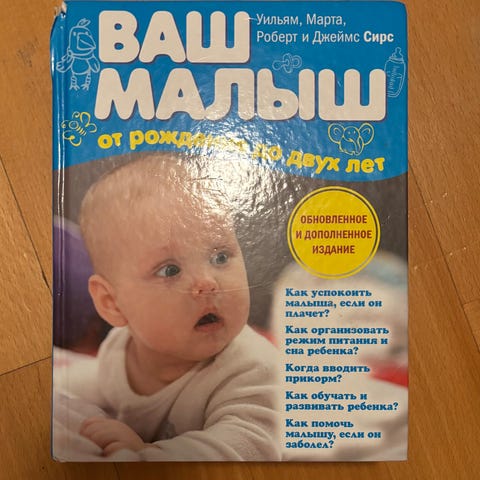 Уильям, Марта,
Роберт и Джеймс Сирс
ВАШ
МАЛЫШ
от рождения до двух лет
ОБНОВЛЕННОЕ
И ДОПОЛНЕННОЕ
ИЗДАНИЕ
Как успокоить
малыша, если он
плачет?
Как организовать
режим питания и
сна ребенка?
Когда вводить
прикорм?
Как обучать и
развивать ребенка?
Как помочь
малышу, если он
заболел?